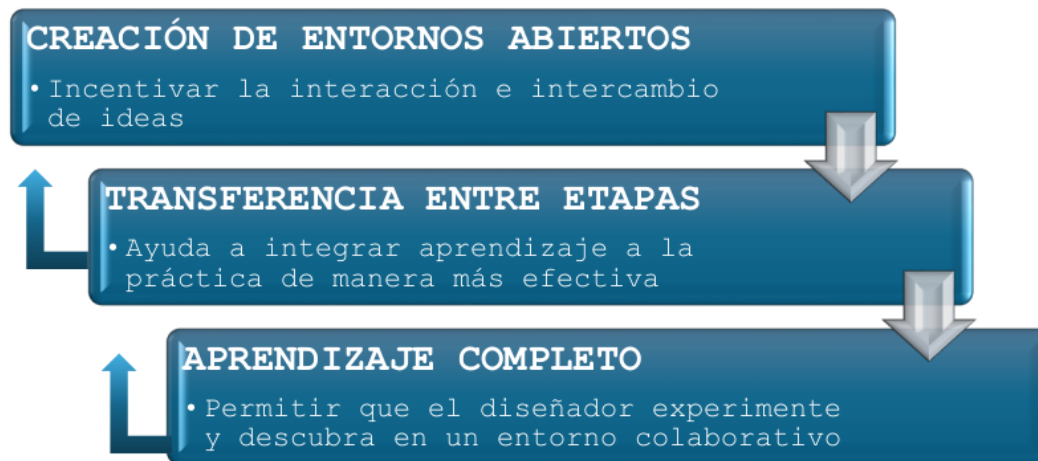 CREACIÓN DE ENTORNOS ABIERTOS
• Incentivar la interacción e intercambio
de ideas
TRANSFERENCIA ENTRE ETAPAS
• Ayuda a integrar aprendizaje a la
práctica de manera más efectiva
APRENDIZAJE COMPLETO
• Permitir que el diseñador experimente
y descubra en un entorno colaborativo